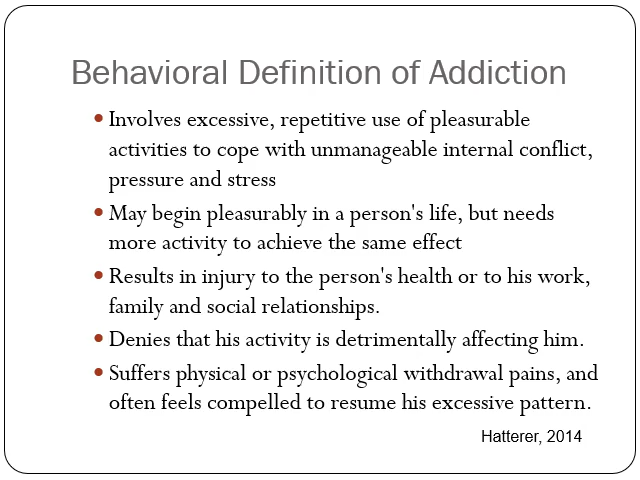 Behavioral Definition of Addiction
• Involves excessive, repetitive use of pleasurable
activities to cope with unmanageable internal conflict,
pressure and stress
• May begin pleasurably in a person's life, but needs
more activity to achieve the same effect
• Results in injury to the person's health or to his work,
family and social relationships.
• Denies that his activity is detrimentally affecting him.
• Suffers physical or psychological withdrawal pains, and
often feels compelled to resume his excessive pattern.
Hatterer, 2014